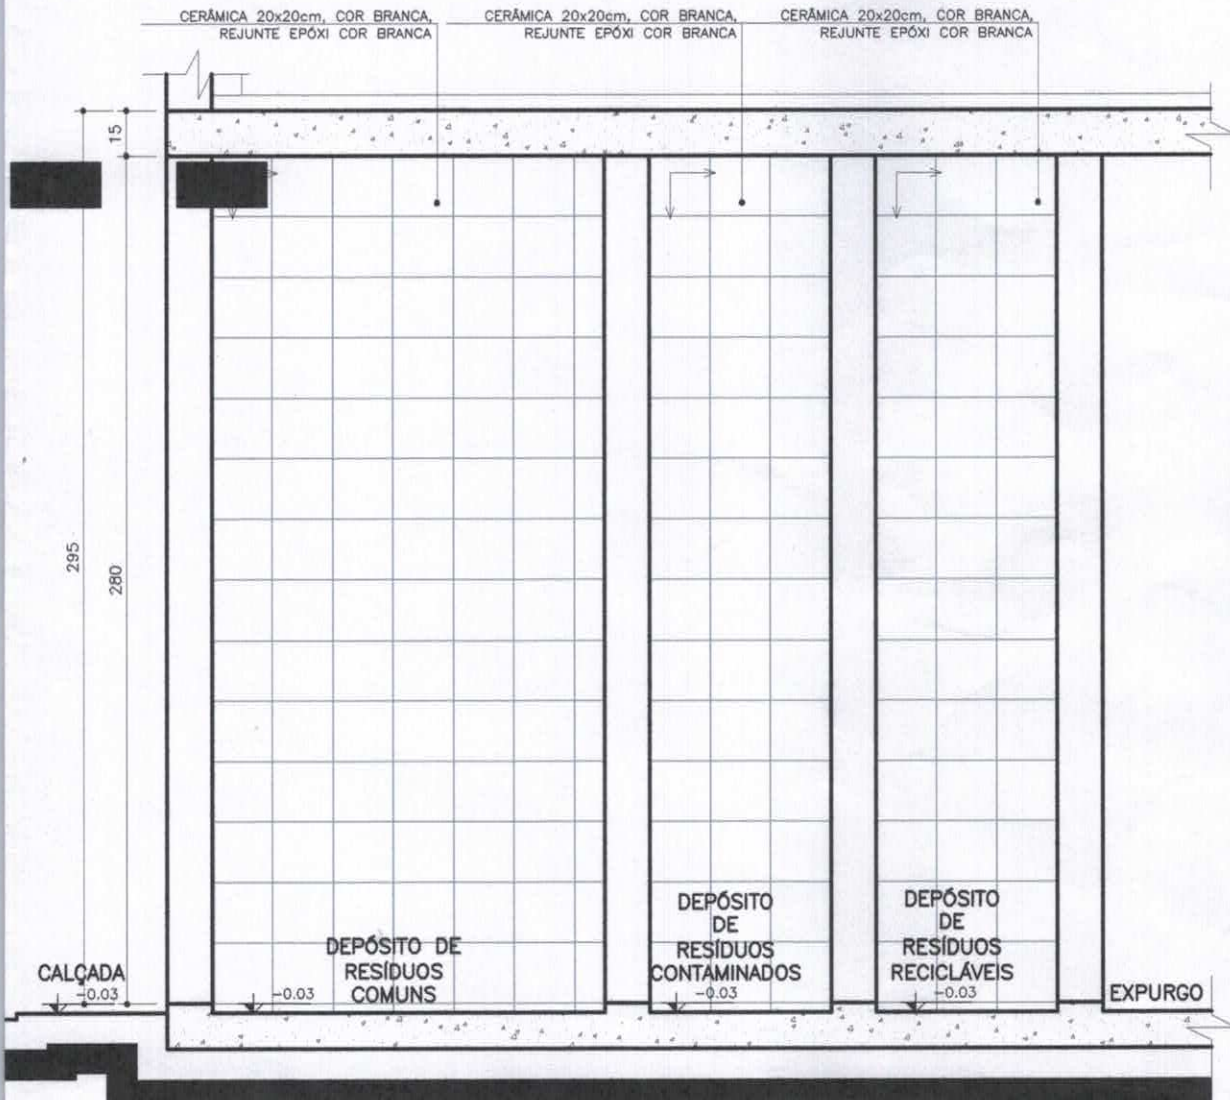 CERÂMICA 20x20cm, COR BRANCA,
REJUNTE EPÓXI COR BRANCA
CERÂMICA 20x20cm, COR BRANCA,
REJUNTE EPÓXI COR BRANCA
CERÂMICA 20x20cm, COR BRANCA,
REJUNTE EPÓXI COR BRANCA
15
295
280
CALÇADA
-0.03
DEPÓSITO DE
RESÍDUOS
COMUNS
-0.03
DEPÓSITO
DE
RESÍDUOS
CONTAMINADOS
-0.03
DEPÓSITO
DE
RESÍDUOS
RECICLÁVEIS
-0.03
EXPURGO